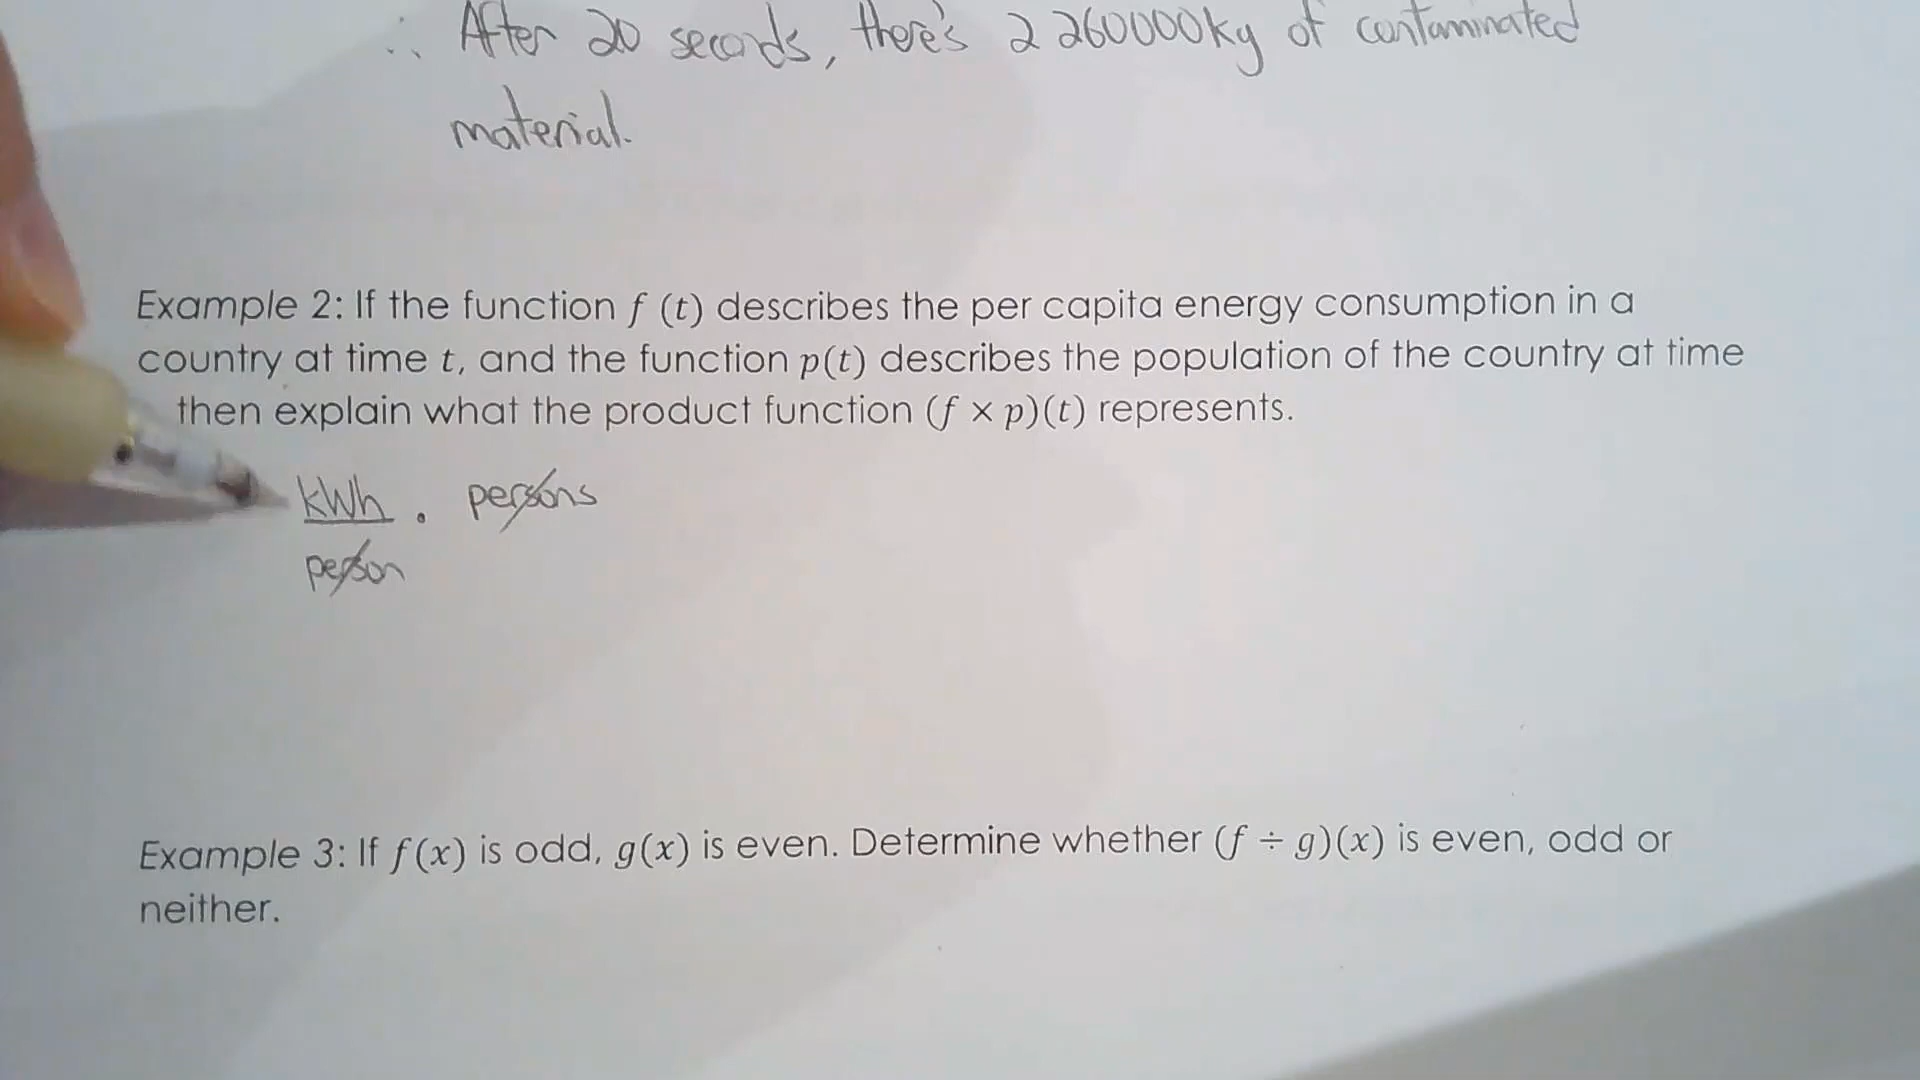 ∴ After 20 seconds, there's 2 260000kg of contaminated
material.
Example 2: If the function f (t) describes the per capita energy consumption in a
country at time t, and the function p(t) describes the population of the country at time
then explain what the product function (f × p)(t) represents.
kWh . persons
person
Example 3: If f(x) is odd, g(x) is even. Determine whether (f ÷ g)(x) is even, odd or
neither.